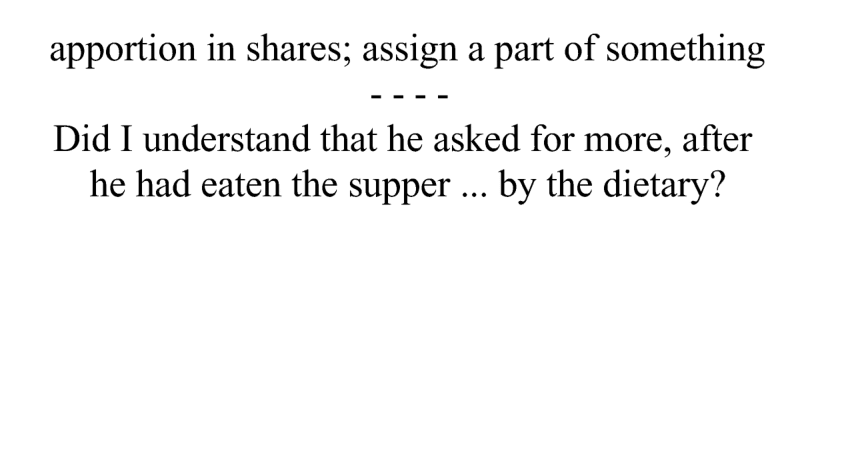 apportion in shares; assign a part of something
- - - -
Did I understand that he asked for more, after
he had eaten the supper ... by the dietary?